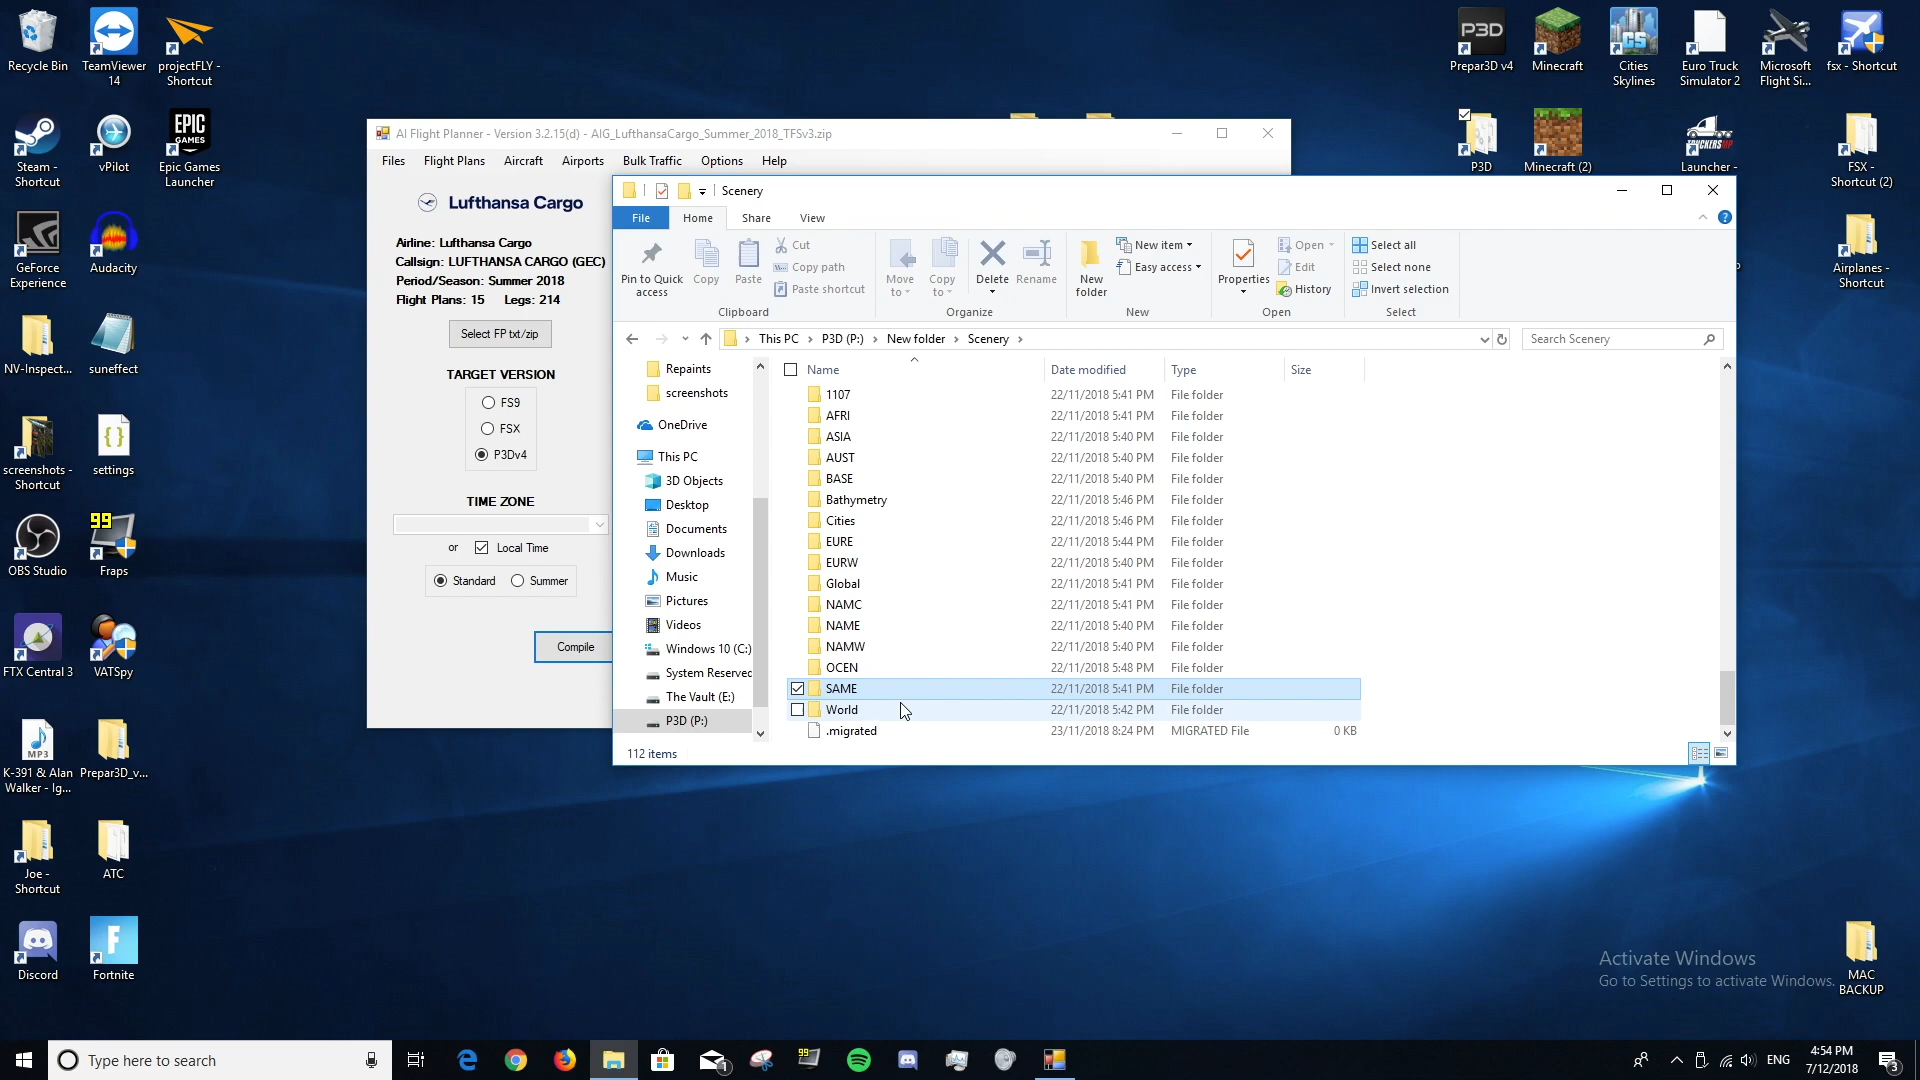 Recycle Bin
TeamViewer 14
projectFLY - Shortcut
Steam - Shortcut
vPilot
EPIC GAMES
Epic Games Launcher
GeForce Experience
Audacity
NV-Inspect...
suneffect
screenshots - Shortcut
settings
OBS Studio
99
Fraps
FTX Central 3
VATSpy
MP3
K-391 & Alan Walker - Ig...
Prepar3D_v...
Joe - Shortcut
ATC
Discord
Fortnite
P3D
Prepar3D v4
Minecraft
CS
Cities Skylines
Euro Truck Simulator 2
Microsoft Flight Si...
fsx - Shortcut
P3D
Minecraft (2)
TRUCKERSMP
Launcher -
FSX - Shortcut (2)
Airplanes - Shortcut
MAC BACKUP
AI Flight Planner - Version 3.2.15(d) - AIG_LufthansaCargo_Summer_2018_TFSv3.zip
Files Flight Plans Aircraft Airports Bulk Traffic Options Help
Lufthansa Cargo
Airline: Lufthansa Cargo
Callsign: LUFTHANSA CARGO (GEC)
Period/Season: Summer 2018
Flight Plans: 15 Legs: 214
Select FP txt/zip
TARGET VERSION
FS9
FSX
P3Dv4
TIME ZONE
or Local Time
Standard Summer
Compile
Scenery
File Home Share View
Pin to Quick access
Copy
Paste
Cut
Copy path
Paste shortcut
Clipboard
Move to
Copy to
Delete
Rename
Organize
New folder
New item
Easy access
New
Properties
Open
Edit
History
Open
Select all
Select none
Invert selection
Select
This PC > P3D (P:) > New folder > Scenery >
Search Scenery
Repaints
screenshots
OneDrive
This PC
3D Objects
Desktop
Documents
Downloads
Music
Pictures
Videos
Windows 10 (C:)
System Reserved
The Vault (E:)
P3D (P:)
Name Date modified Type Size
1107 22/11/2018 5:41 PM File folder
AFRI 22/11/2018 5:41 PM File folder
ASIA 22/11/2018 5:40 PM File folder
AUST 22/11/2018 5:40 PM File folder
BASE 22/11/2018 5:40 PM File folder
Bathymetry 22/11/2018 5:46 PM File folder
Cities 22/11/2018 5:46 PM File folder
EURE 22/11/2018 5:44 PM File folder
EURW 22/11/2018 5:40 PM File folder
Global 22/11/2018 5:41 PM File folder
NAMC 22/11/2018 5:41 PM File folder
NAME 22/11/2018 5:40 PM File folder
NAMW 22/11/2018 5:40 PM File folder
OCEN 22/11/2018 5:48 PM File folder
SAME 22/11/2018 5:41 PM File folder
World 22/11/2018 5:42 PM File folder
.migrated 23/11/2018 8:24 PM MIGRATED File 0 KB
112 items
Activate Windows
Go to Settings to activate Windows.
Type here to search
1
99
ENG
4:54 PM
7/12/2018
3